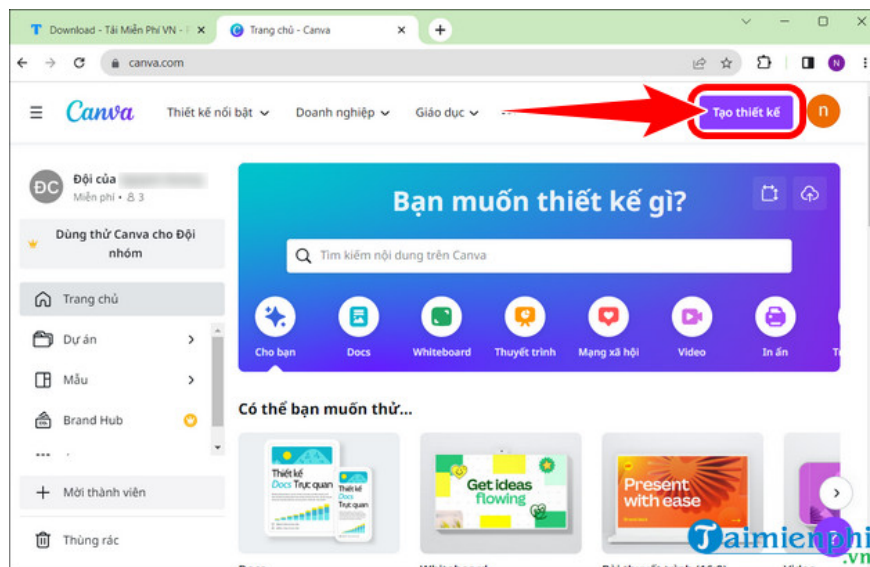 Download - Tải Miễn Phí VN - 
Trang chủ - Canva
canva.com
N
Canva
Thiết kế nổi bật
Doanh nghiệp
Giáo dục
Tạo thiết kế
n
ĐC
Đội của
Miễn phí • 3
Dùng thử Canva cho Đội
nhóm
Trang chủ
Dự án
Mẫu
Brand Hub
Mời thành viên
Thùng rác
Bạn muốn thiết kế gì?
Tìm kiếm nội dung trên Canva
Cho bạn
Docs
Whiteboard
Thuyết trình
Mạng xã hội
Video
In ấn
Có thể bạn muốn thử...
Thiết kế
Docs Trực quan
Thiết kế
Docs
Trực quan
Get ideas
flowing
Present
with ease
Taimienphi
.vn